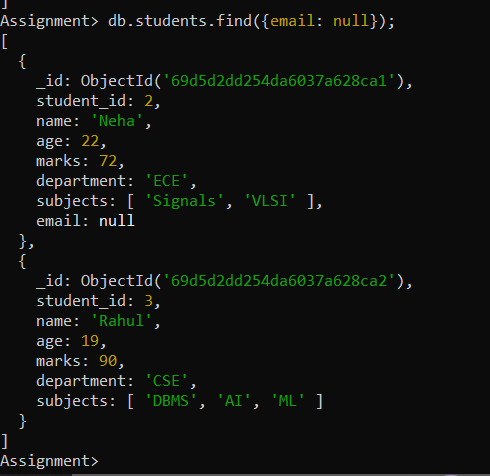 ]
Assignment> db.students.find({email: null});
[
  {
    _id: ObjectId('69d5d2dd254da6037a628ca1'),
    student_id: 2,
    name: 'Neha',
    age: 22,
    marks: 72,
    department: 'ECE',
    subjects: [ 'Signals', 'VLSI' ],
    email: null
  },
  {
    _id: ObjectId('69d5d2dd254da6037a628ca2'),
    student_id: 3,
    name: 'Rahul',
    age: 19,
    marks: 90,
    department: 'CSE',
    subjects: [ 'DBMS', 'AI', 'ML' ]
  }
]
Assignment>